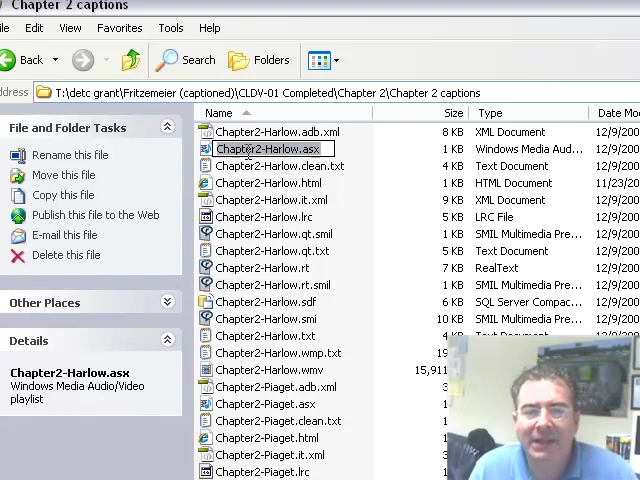 Chapter 2 captions
ile Edit View Favorites Tools Help
Back Search Folders
ddress T:\detc grant\Fritzemeier (captioned)\CLDV-01 Completed\Chapter 2\Chapter 2 captions
File and Folder Tasks
Rename this file
Move this file
Copy this file
Publish this file to the Web
E-mail this file
Delete this file
Other Places
Details
Chapter2-Harlow.asx
Windows Media Audio/Video
playlist
Name Size Type Date Mo
Chapter2-Harlow.adb.xml 8 KB XML Document 12/9/200
Chapter2-Harlow.asx 1 KB Windows Media Aud... 12/9/200
Chapter2-Harlow.clean.txt 4 KB Text Document 12/9/200
Chapter2-Harlow.html 1 KB HTML Document 11/23/20
Chapter2-Harlow.it.xml 9 KB XML Document 12/9/200
Chapter2-Harlow.lrc 5 KB LRC File 12/9/200
Chapter2-Harlow.qt.smil 1 KB SMIL Multimedia Pre... 12/9/200
Chapter2-Harlow.qt.txt 5 KB Text Document 12/9/200
Chapter2-Harlow.rt 7 KB RealText 12/9/200
Chapter2-Harlow.rt.smil 1 KB SMIL Multimedia Pre... 12/9/200
Chapter2-Harlow.sdf 6 KB SQL Server Compac... 12/9/200
Chapter2-Harlow.smi 10 KB SMIL Multimedia Pre... 12/9/200
Chapter2-Harlow.txt 4 KB Text Document 12/9/200
Chapter2-Harlow.wmp.txt
Chapter2-Harlow.wmv 15,911
Chapter2-Piaget.adb.xml
Chapter2-Piaget.asx
Chapter2-Piaget.clean.txt
Chapter2-Piaget.html
Chapter2-Piaget.it.xml
Chapter2-Piaget.lrc